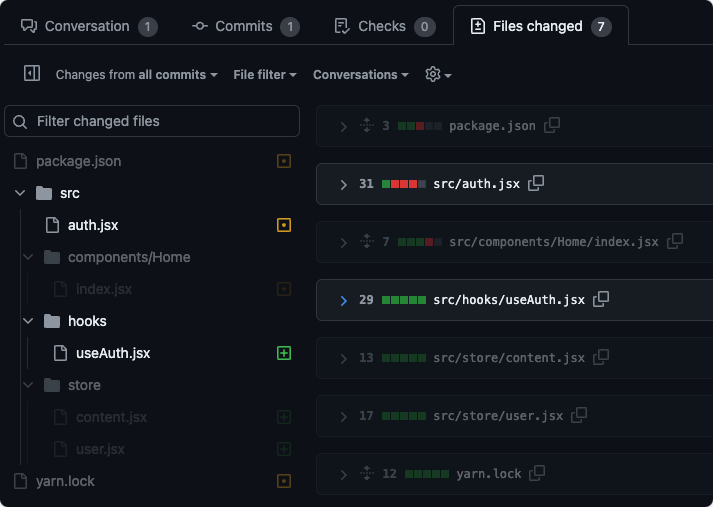 Conversation 1 Commits 1 Checks 0 Files changed 7
Changes from all commits File filter Conversations
Filter changed files
package.json
src
auth.jsx
components/Home
index.jsx
hooks
useAuth.jsx
store
content.jsx
user.jsx
yarn.lock
3 package.json
31 src/auth.jsx
7 src/components/Home/index.jsx
29 src/hooks/useAuth.jsx
13 src/store/content.jsx
17 src/store/user.jsx
12 yarn.lock